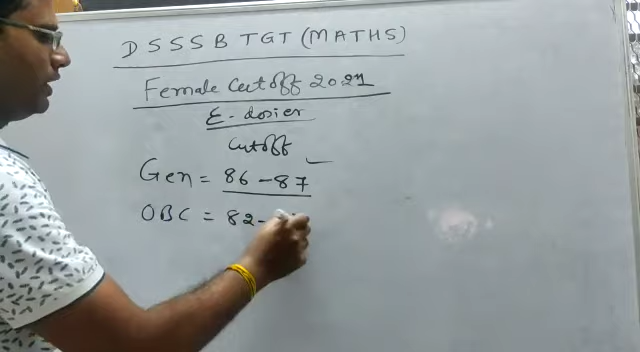 DSSSB TGT (MATHS)
Female Cutoff 2021
E-dosier
Cutoff
Gen = 86-87
OBC = 82-